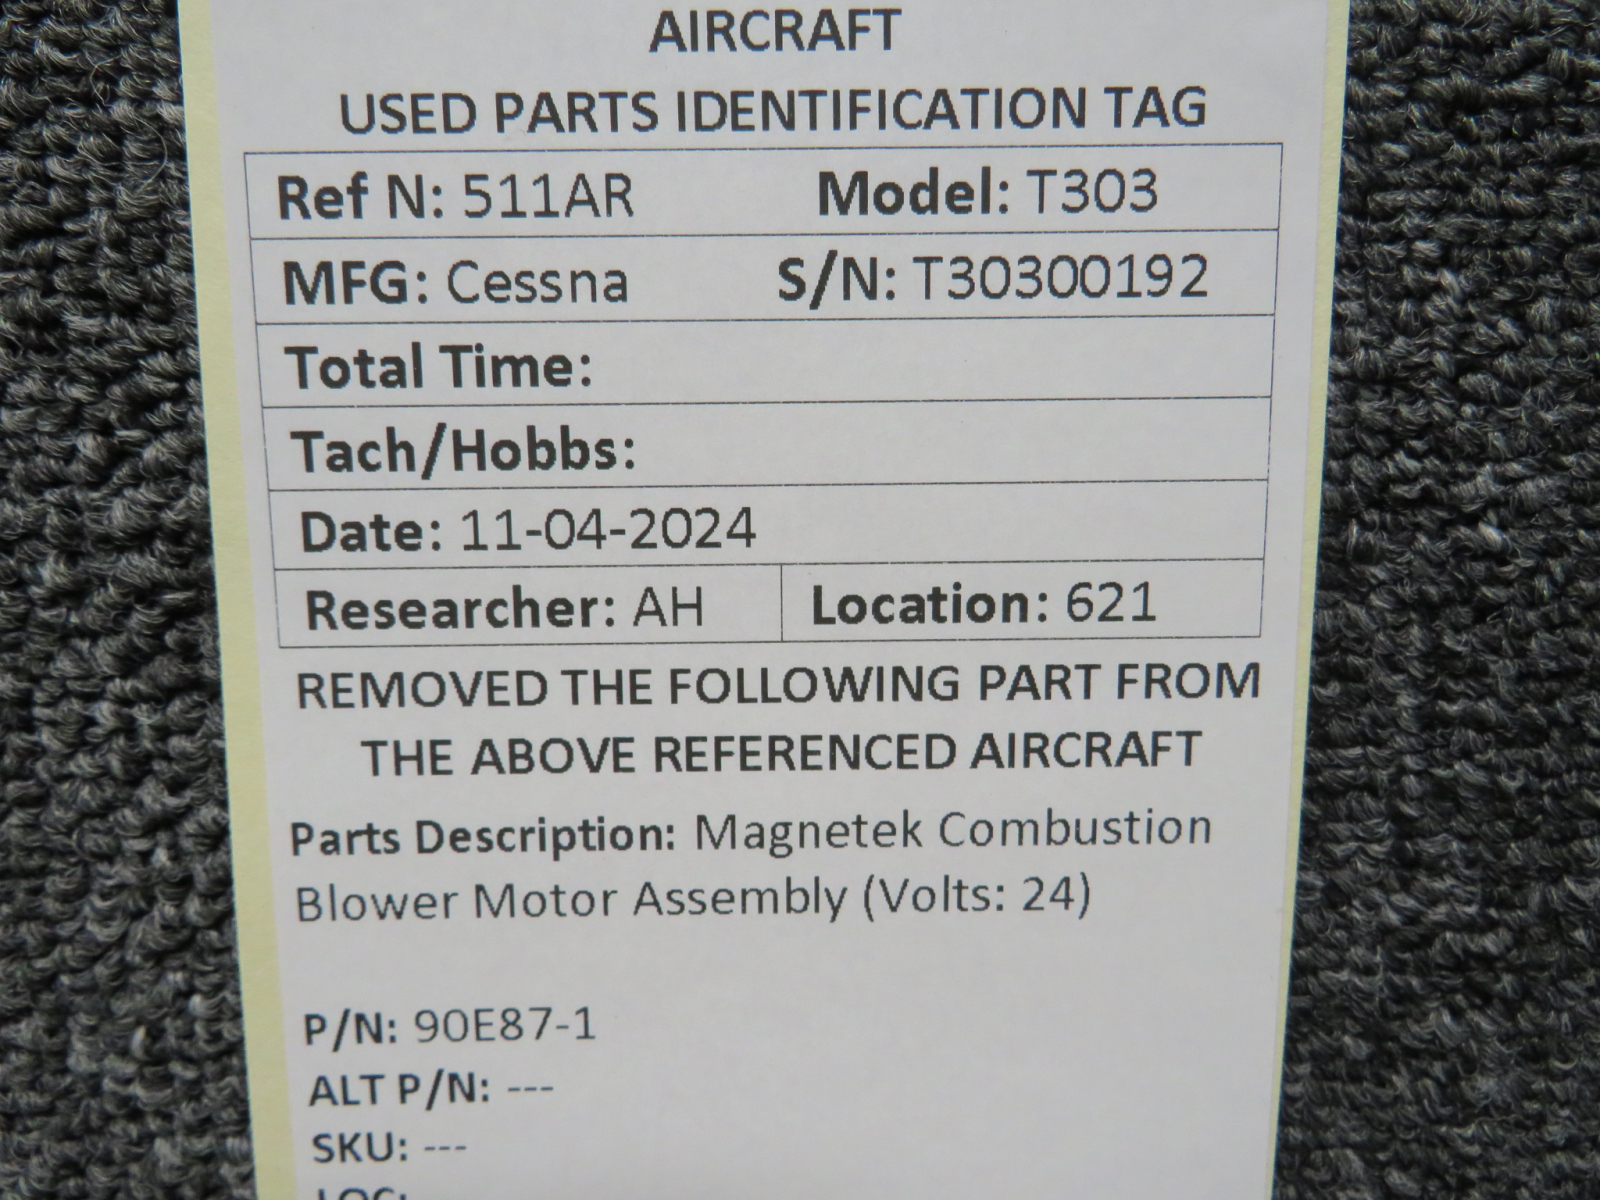 AIRCRAFT
USED PARTS IDENTIFICATION TAG
Ref N: 511AR Model: T303
MFG: Cessna S/N: T30300192
Total Time:
Tach/Hobbs:
Date: 11-04-2024
Researcher: AH Location: 621
REMOVED THE FOLLOWING PART FROM
THE ABOVE REFERENCED AIRCRAFT
Parts Description: Magnetek Combustion
Blower Motor Assembly (Volts: 24)
P/N: 90E87-1
ALT P/N: ---
SKU: ---
LOC: